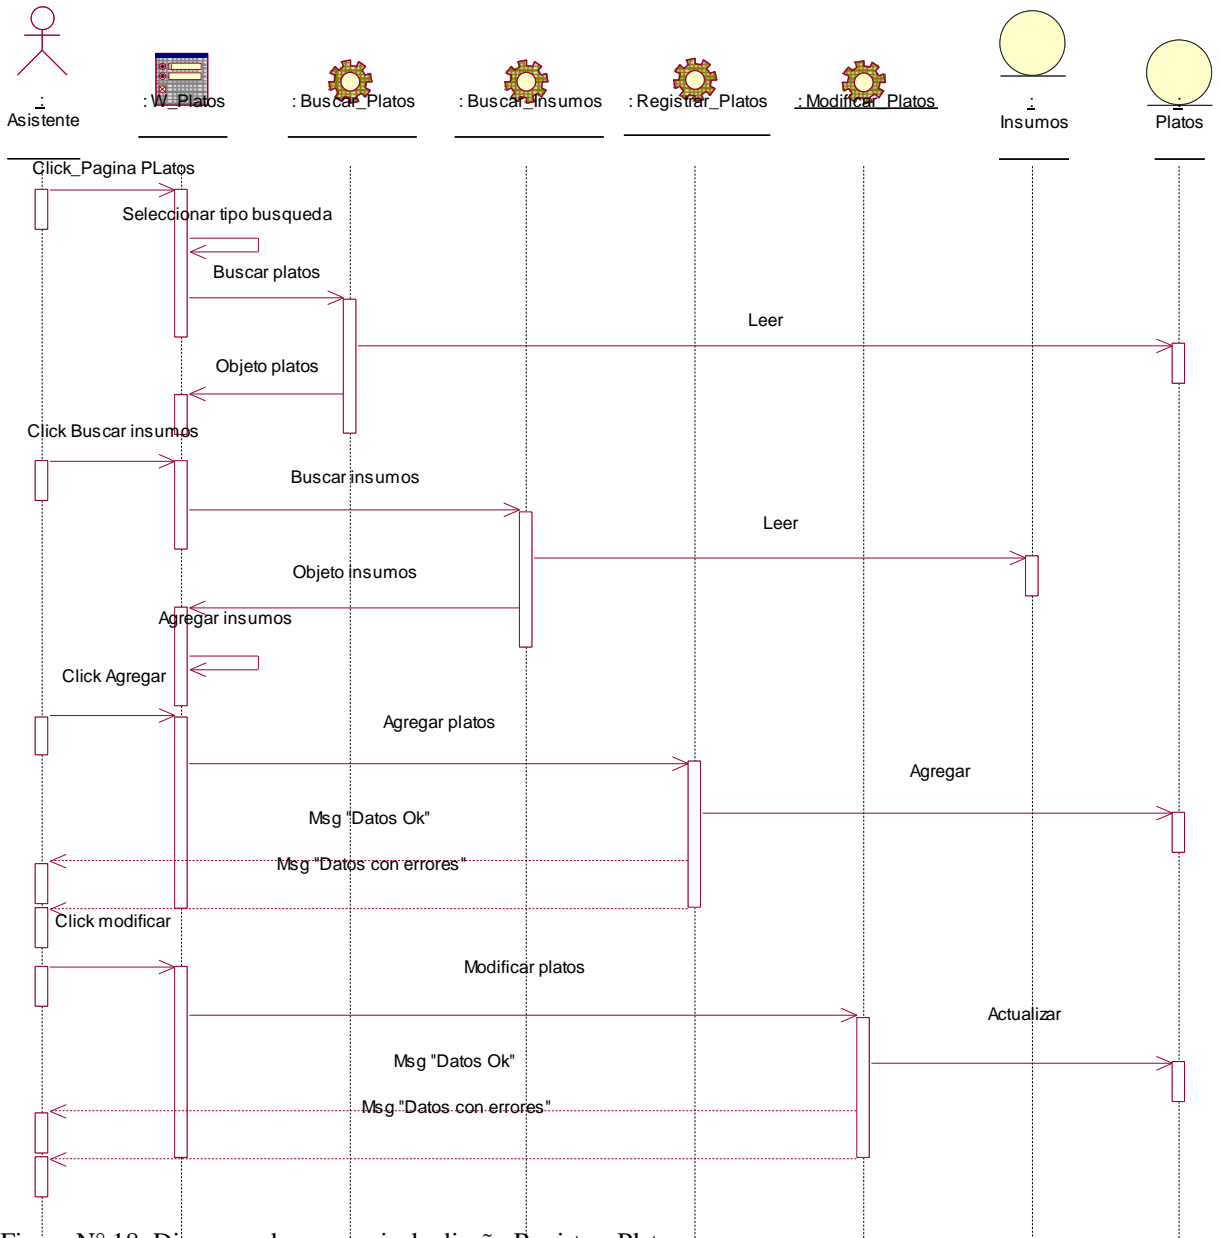 :
Asistente
: W_Platos
: Buscar_Platos
: Buscar_Insumos
: Registrar_Platos
: Modificar_Platos
:
Insumos
:
Platos
Click_Pagina PLatos
Seleccionar tipo busqueda
Buscar platos
Leer
Objeto platos
Click Buscar insumos
Buscar insumos
Leer
Objeto insumos
Agregar insumos
Click Agregar
Agregar platos
Agregar
Msg "Datos Ok"
Msg "Datos con errores"
Click modificar
Modificar platos
Actualizar
Msg "Datos Ok"
Msg "Datos con errores"